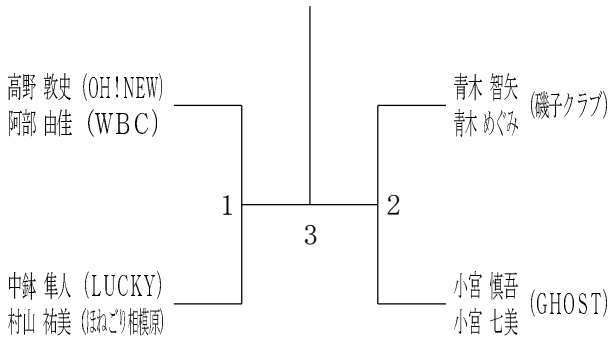 高野 敦史 (OH!NEW)
阿部 由佳 (WBC)
青木 智矢
青木 めぐみ
(磯子クラブ)
1
2
3
中鉢 隼人 (LUCKY)
村山 祐美 (ほねごり相模原)
小宮 慎吾
小宮 七美
(GHOST)